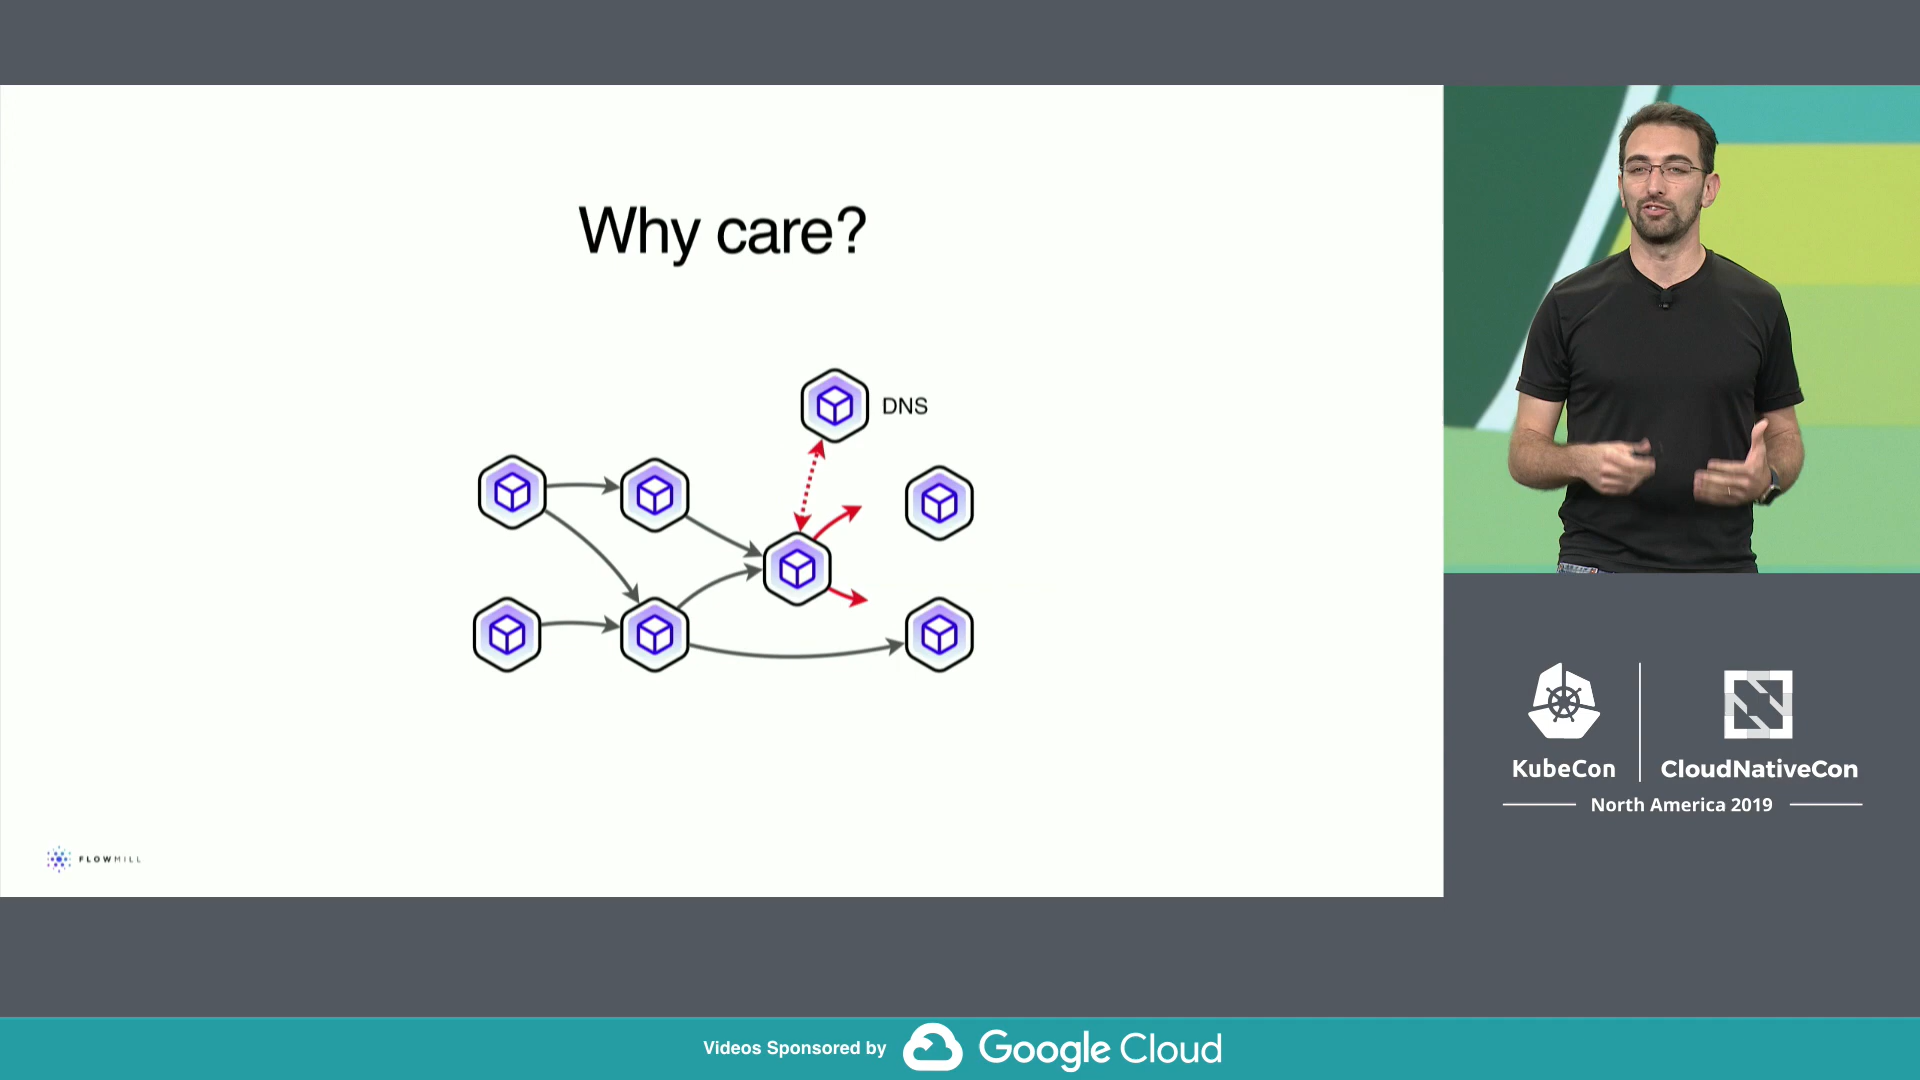 Why care?
DNS
FLOWMILL
KubeCon
CloudNativeCon
North America 2019
Videos Sponsored by
Google Cloud